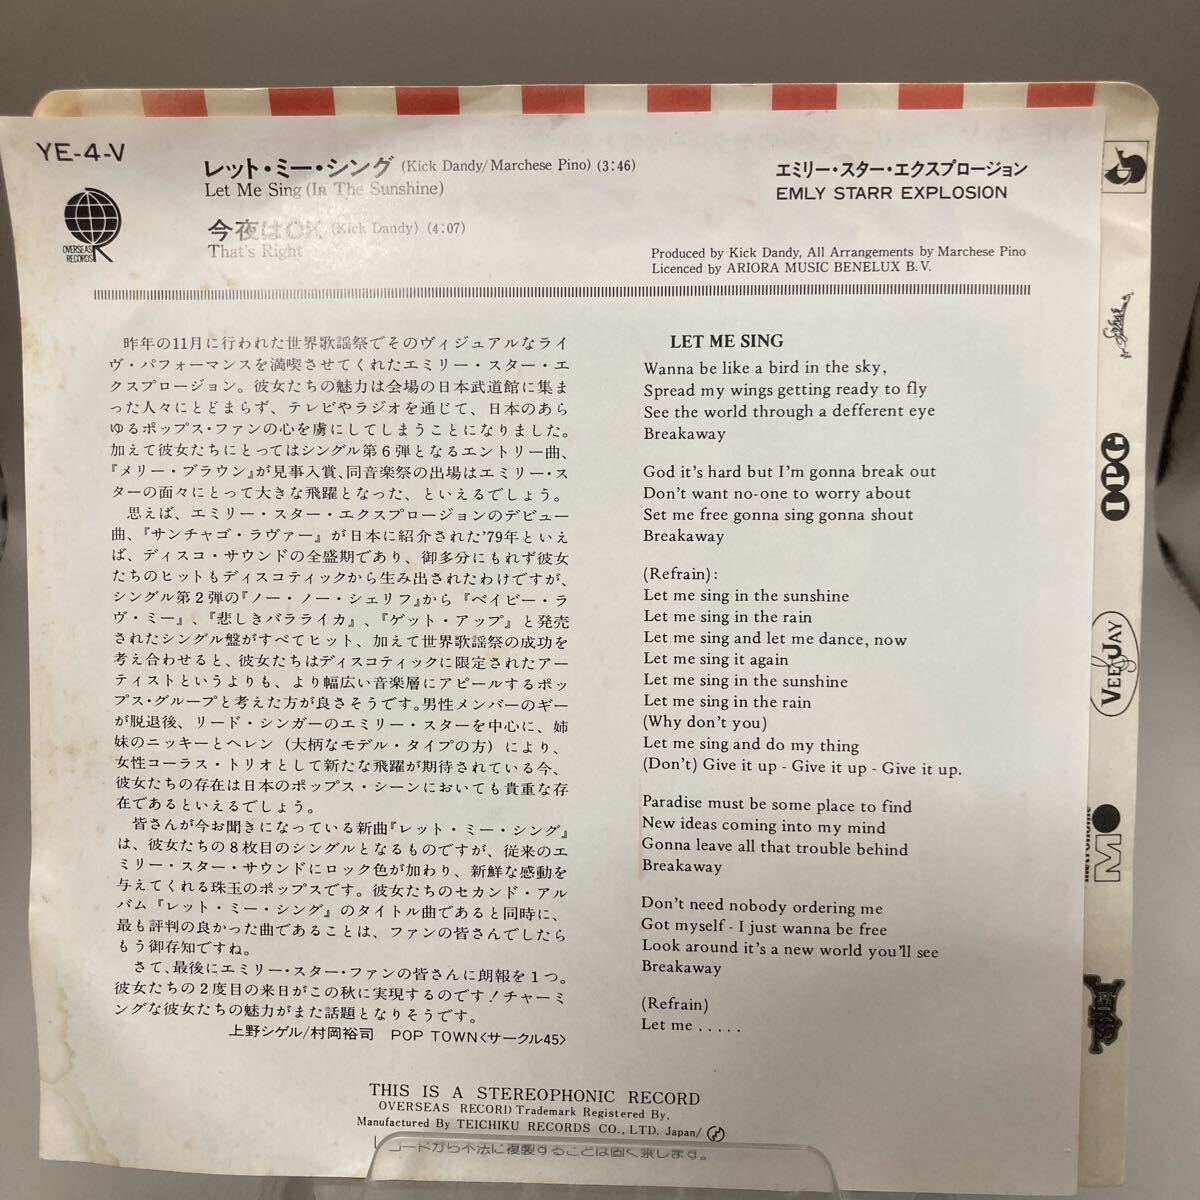 YE-4-V
OVERSEAS
RECORDS
レット・ミー・シング (Kick Dandy/Marchese Pino) (3:46)
Let Me Sing (In The Sunshine)
今夜はOK (Kick Dandy) (4:07)
That's Right
エミリー・スター・エクスプロージョン
EMLY STARR EXPLOSION
Produced by Kick Dandy, All Arrangements by Marchese Pino
Licenced by ARIORA MUSIC BENELUX B.V.
昨年の11月に行われた世界歌謡祭でそのヴィジュアルなライ
ヴ・パフォーマンスを満喫させてくれたエミリー・スター・エ
クスプロージョン。彼女たちの魅力は会場の日本武道館に集ま
った人々にとどまらず、テレビやラジオを通じて、日本のあら
ゆるポップス・ファンの心を虜にしてしまうことになりました。
加えて彼女たちにとってはシングル第6弾となるエントリー曲、
『メリー・ブラウン』が見事入賞、同音楽祭の出場はエミリー・ス
ターの面々にとって大きな飛躍となった、といえるでしょう。
思えば、エミリー・スター・エクスプロージョンのデビュー
曲、『サンチャゴ・ラヴァー』が日本に紹介された'79年といえ
ば、ディスコ・サウンドの全盛期であり、御多分にもれず彼女
たちのヒットもディスコティックから生み出されたわけですが、
シングル第2弾の『ノー・ノー・シェリフ』から『ベイビー・ラ
ヴ・ミー』、『悲しきバラライカ』、『ゲット・アップ』と発売
されたシングル盤がすべてヒット、加えて世界歌謡祭の成功を
考え合わせると、彼女たちはディスコティックに限定されたアー
ティストというよりも、より幅広い音楽層にアピールするポッ
プス・グループと考えた方が良さそうです。男性メンバーのギー
が脱退後、リード・シンガーのエミリー・スターを中心に、姉
妹のニッキーとヘレン（大柄なモデル・タイプの方）により、
女性コーラス・トリオとして新たな飛躍が期待されている今、
彼女たちの存在は日本のポップス・シーンにおいても貴重な存
在であるといえるでしょう。
皆さんが今お聞きになっている新曲『レット・ミー・シング』
は、彼女たちの8枚目のシングルとなるものですが、従来のエ
ミリー・スター・サウンドにロック色が加わり、新鮮な感動を
与えてくれる珠玉のポップスです。彼女たちのセカンド・アル
バム『レット・ミー・シング』のタイトル曲であると同時に、
最も評判の良かった曲であることは、ファンの皆さんでしたら
もう御存知ですね。
さて、最後にエミリー・スター・ファンの皆さんに朗報を1つ。
彼女たちの2度目の来日がこの秋に実現するのです！チャーミ
ングな彼女たちの魅力がまた話題となりそうです。
上野シゲル/村岡裕司 POP TOWN〈サークル45〉
LET ME SING
Wanna be like a bird in the sky,
Spread my wings getting ready to fly
See the world through a defferent eye
Breakaway
God it's hard but I'm gonna break out
Don't want no-one to worry about
Set me free gonna sing gonna shout
Breakaway
(Refrain):
Let me sing in the sunshine
Let me sing in the rain
Let me sing and let me dance, now
Let me sing it again
Let me sing in the sunshine
Let me sing in the rain
(Why don't you)
Let me sing and do my thing
(Don't) Give it up - Give it up - Give it up.
Paradise must be some place to find
New ideas coming into my mind
Gonna leave all that trouble behind
Breakaway
Don't need nobody ordering me
Got myself - I just wanna be free
Look around it's a new world you'll see
Breakaway
(Refrain)
Let me . . . . .
THIS IS A STEREOPHONIC RECORD
OVERSEAS RECORD Trademark Registered By,
Manufactured By TEICHIKU RECORDS CO., LTD. Japan/
レコードから不法に複製することは固く禁じます。
VEE JAY
metronome